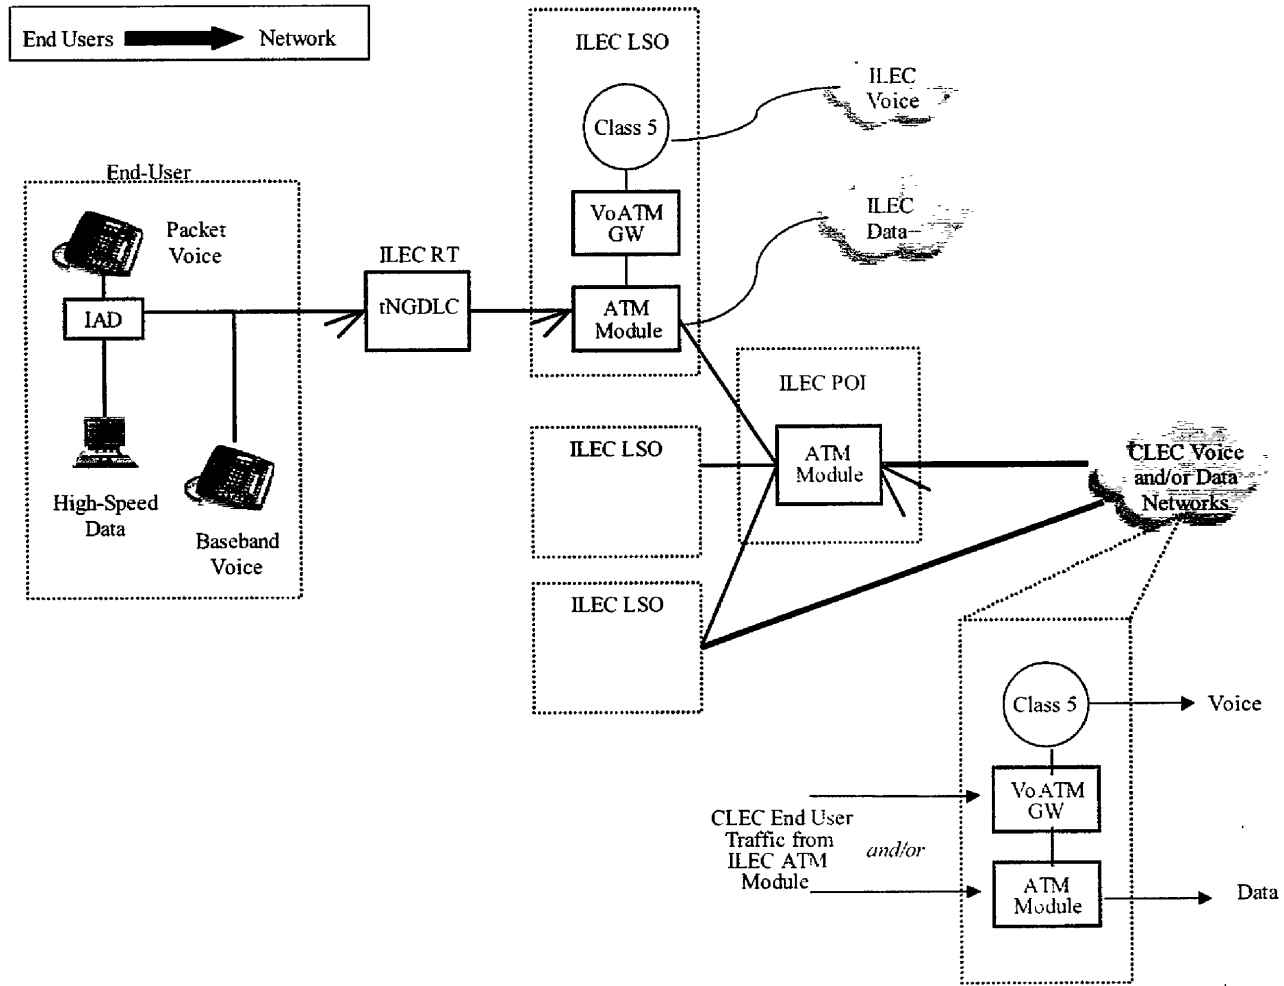 End Users Network
ILEC LSO
Class 5
VoATM
GW
ATM
Module
ILEC
Voice
ILEC
Data
End-User
Packet
Voice
IAD
High-Speed
Data
Baseband
Voice
ILEC RT
tNGDLC
ILEC POI
ATM
Module
ILEC LSO
ILEC LSO
CLEC Voice
and/or Data
Networks
Class 5
Voice
VoATM
GW
CLEC End User
Traffic from
ILEC ATM
Module
and/or
ATM
Module
Data